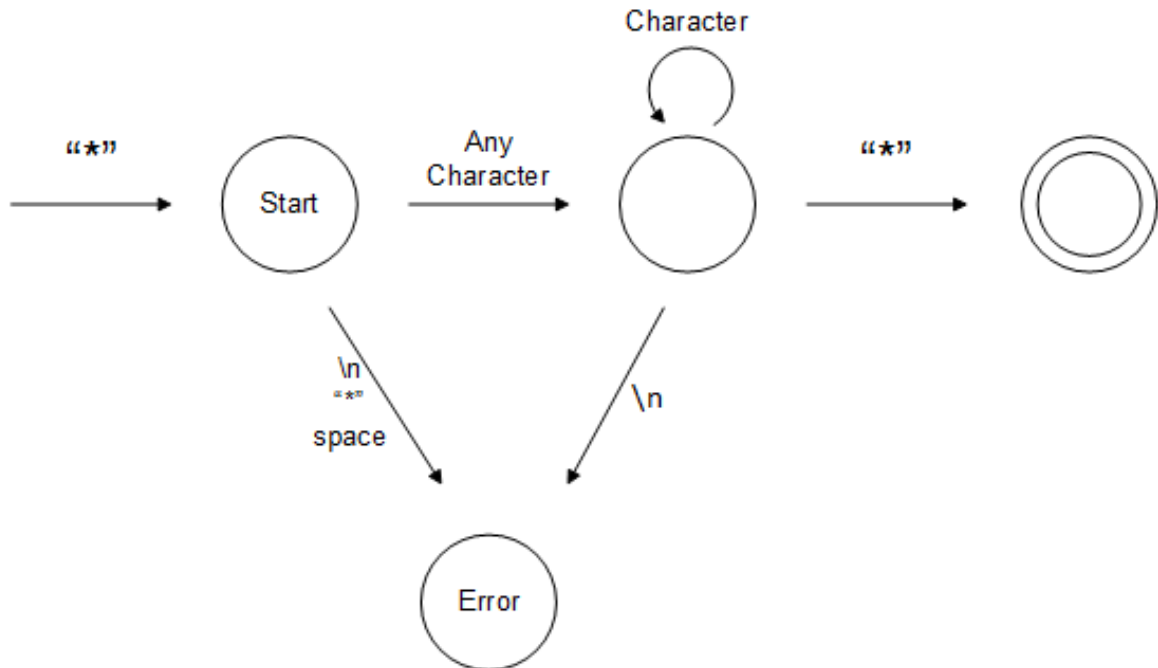 Character
“*”
Any
Character
“*”
Start
\n
“*”
space
\n
Error